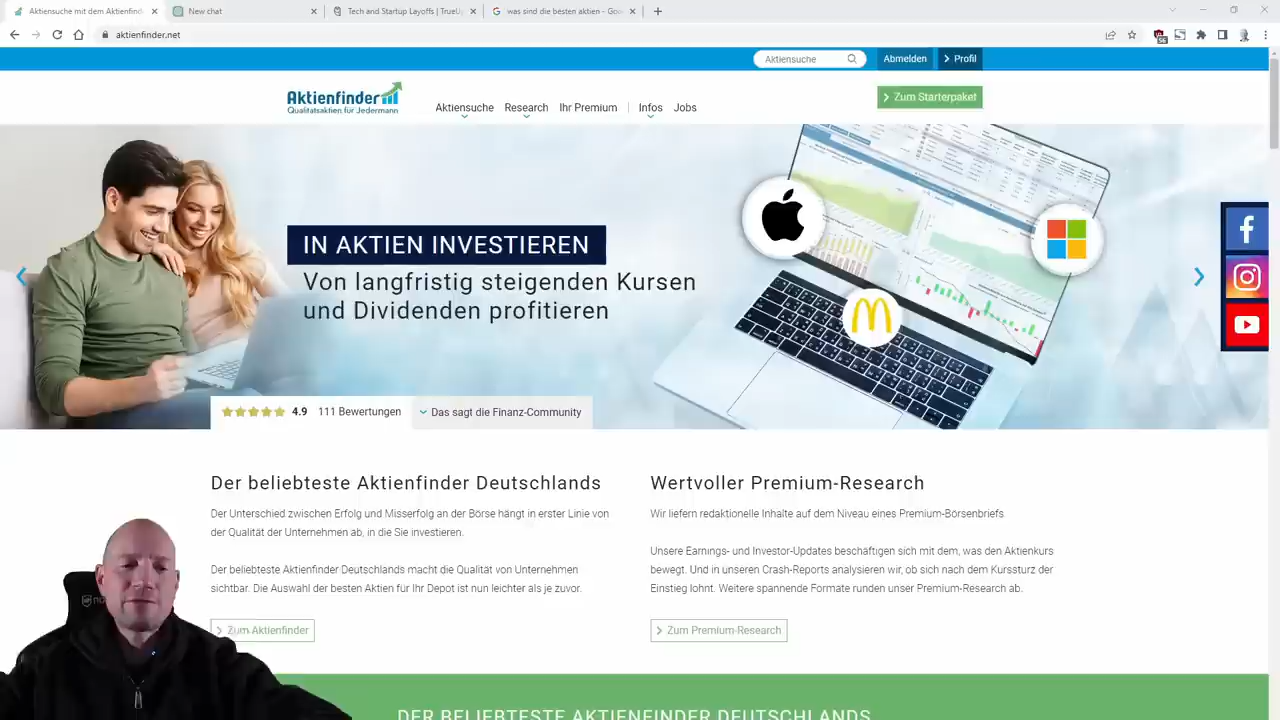 Aktiensuche mit dem Aktienfind
New chat
Tech and Startup Layoffs | TrueU
was sind die besten aktien - Goo
aktienfinder.net
Aktiensuche
Abmelden
Profil
Aktienfinder
Qualitätsaktien für Jedermann
Aktiensuche Research Ihr Premium Infos Jobs
Zum Starterpaket
IN AKTIEN INVESTIEREN
Von langfristig steigenden Kursen
und Dividenden profitieren
4.9 111 Bewertungen
Das sagt die Finanz-Community
Der beliebteste Aktienfinder Deutschlands
Der Unterschied zwischen Erfolg und Misserfolg an der Börse hängt in erster Linie von
der Qualität der Unternehmen ab, in die Sie investieren.
Der beliebteste Aktienfinder Deutschlands macht die Qualität von Unternehmen
sichtbar. Die Auswahl der besten Aktien für Ihr Depot ist nun leichter als je zuvor.
Zum Aktienfinder
Wertvoller Premium-Research
Wir liefern redaktionelle Inhalte auf dem Niveau eines Premium-Börsenbriefs
Unsere Earnings- und Investor-Updates beschäftigen sich mit dem, was den Aktienkurs
bewegt. Und in unseren Crash-Reports analysieren wir, ob sich nach dem Kurssturz der
Einstieg lohnt. Weitere spannende Formate runden unser Premium-Research ab.
Zum Premium-Research
DER BELIEBTESTE AKTIENFINDER DEUTSCHLANDS